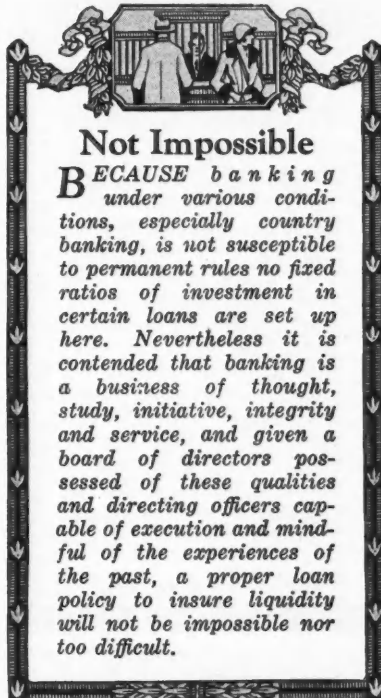 Not Impossible
BECAUSE banking
under various condi-
tions, especially country
banking, is not susceptible
to permanent rules no fixed
ratios of investment in
certain loans are set up
here. Nevertheless it is
contended that banking is
a business of thought,
study, initiative, integrity
and service, and given a
board of directors pos-
sessed of these qualities
and directing officers cap-
able of execution and mind-
ful of the experiences of
the past, a proper loan
policy to insure liquidity
will not be impossible nor
too difficult.